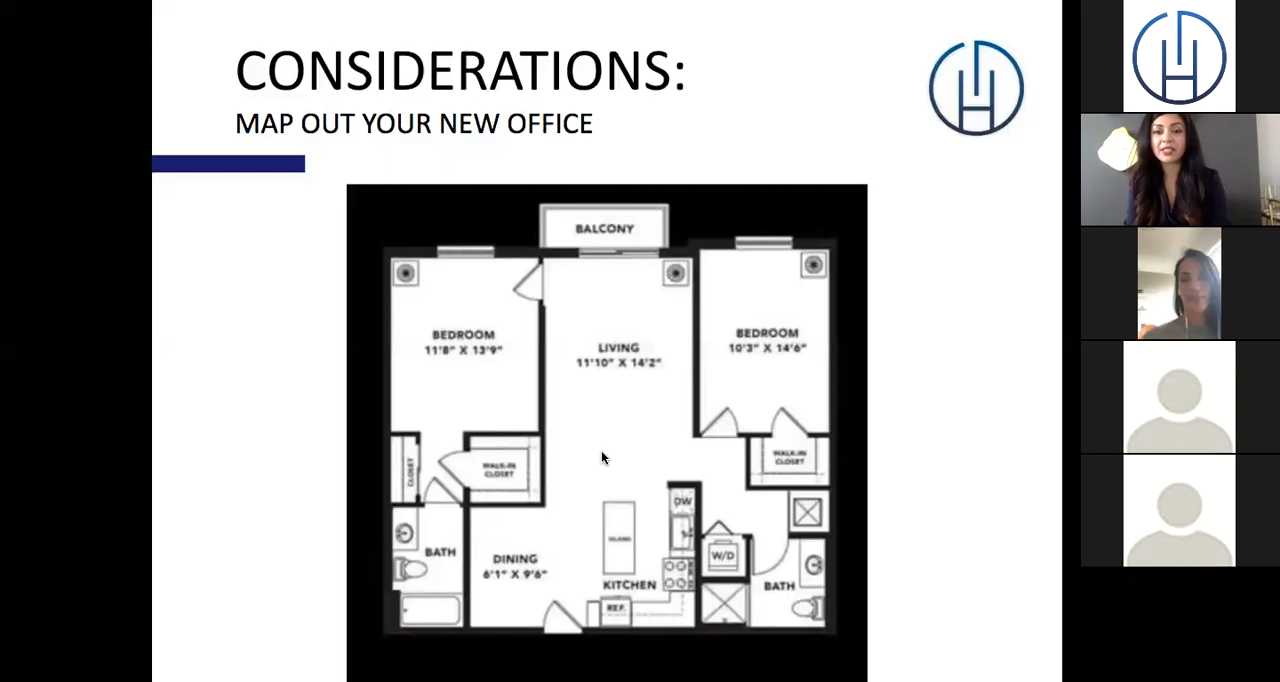 CONSIDERATIONS:
MAP OUT YOUR NEW OFFICE
BALCONY
BEDROOM
11'8" X 13'9"
LIVING
11'10" X 14'2"
BEDROOM
10'3" X 14'6"
CLOSET
WALK-IN
CLOSET
WALK-IN
CLOSET
DW
BATH
DINING
6'1" X 9'6"
ISLAND
KITCHEN
REF.
W/D
BATH